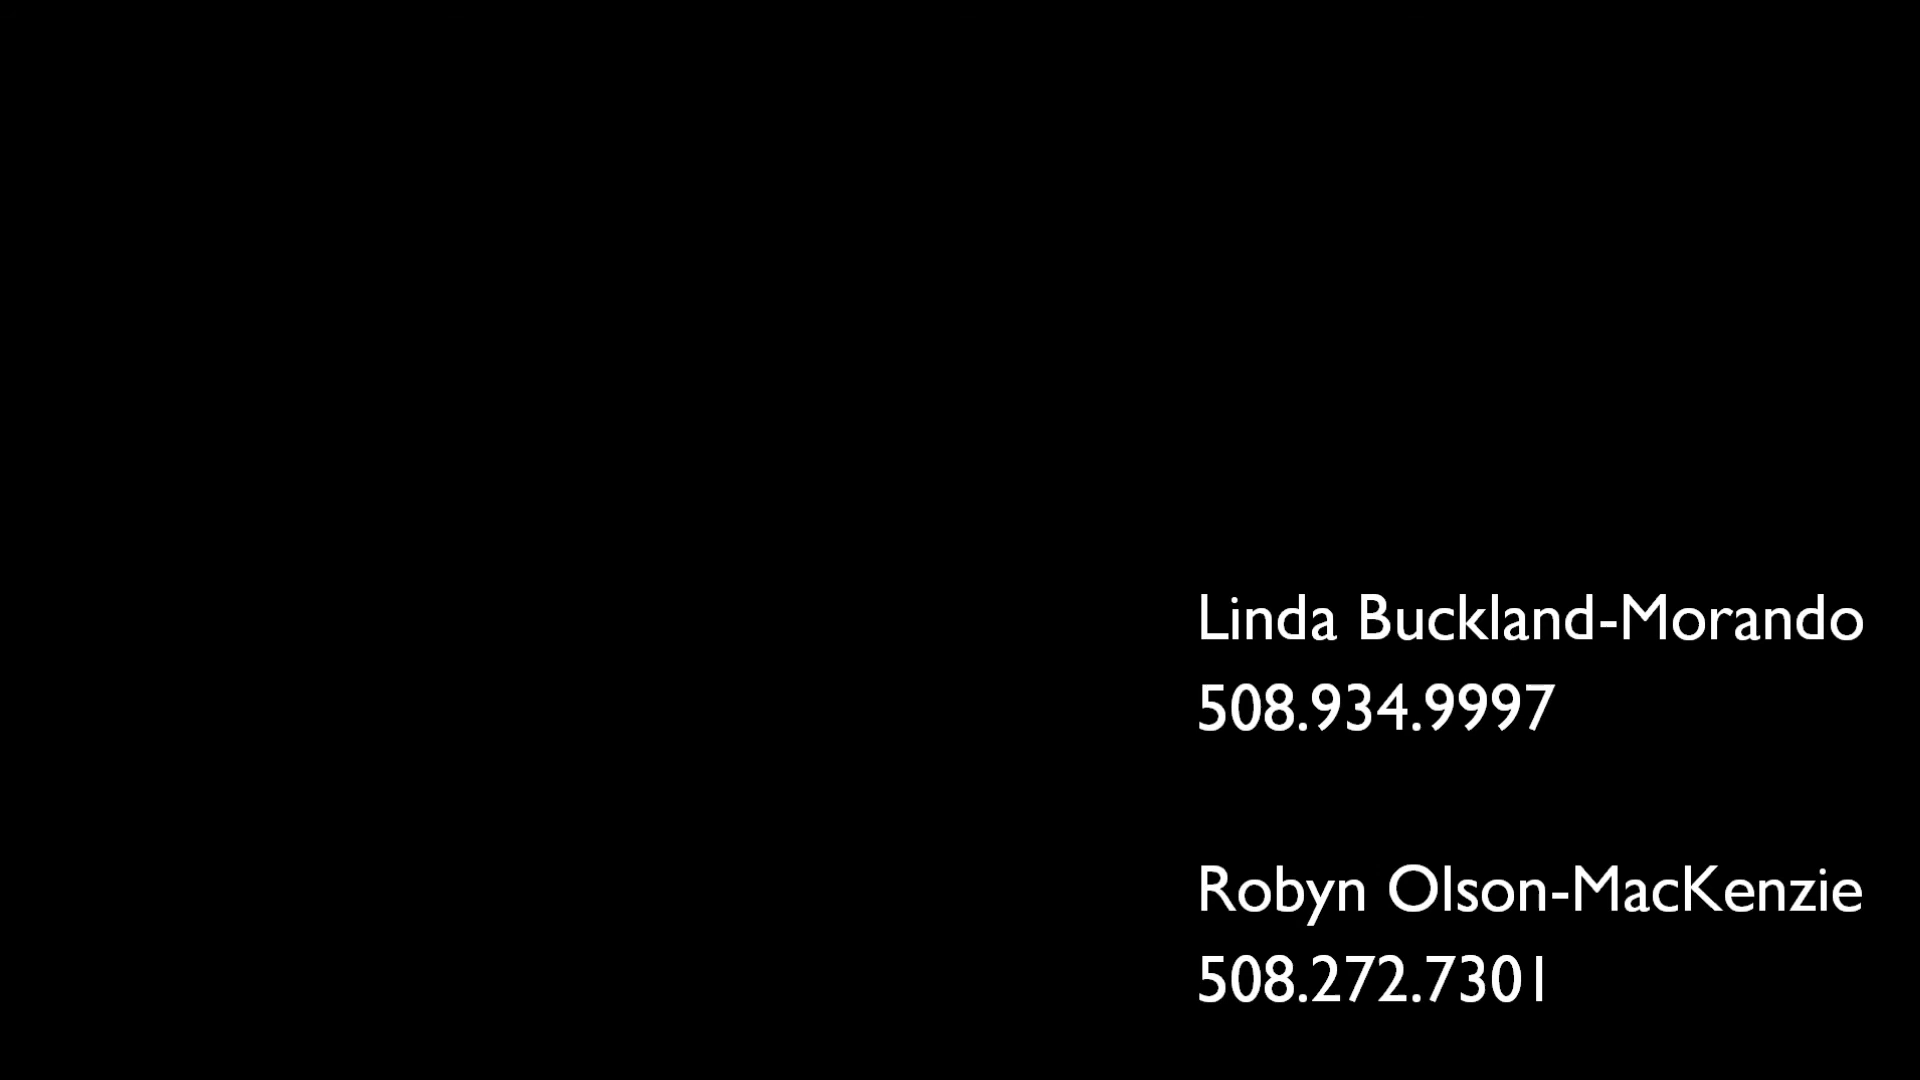 Linda Buckland-Morando
508.934.9997
Robyn Olson-MacKenzie
508.272.7301